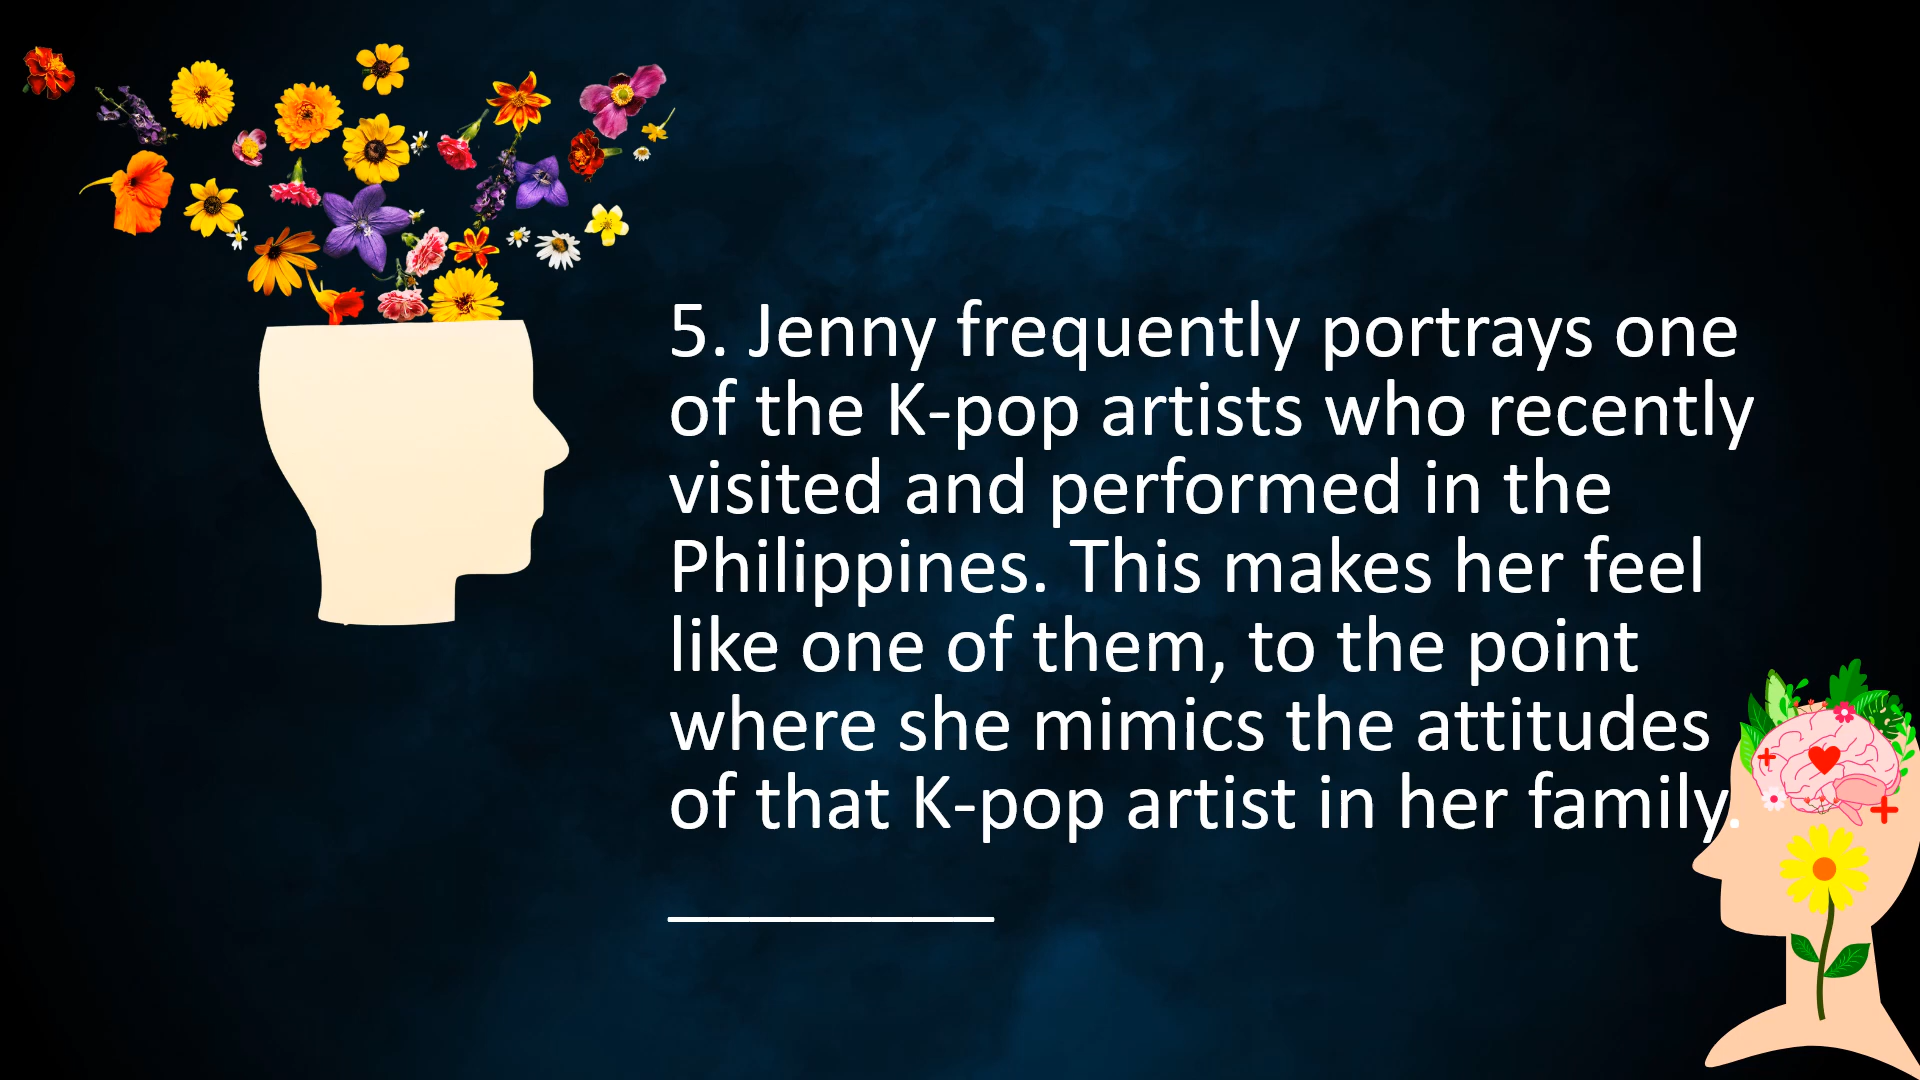 5. Jenny frequently portrays one
of the K-pop artists who recently
visited and performed in the
Philippines. This makes her feel
like one of them, to the point
where she mimics the attitudes
of that K-pop artist in her family.
__________